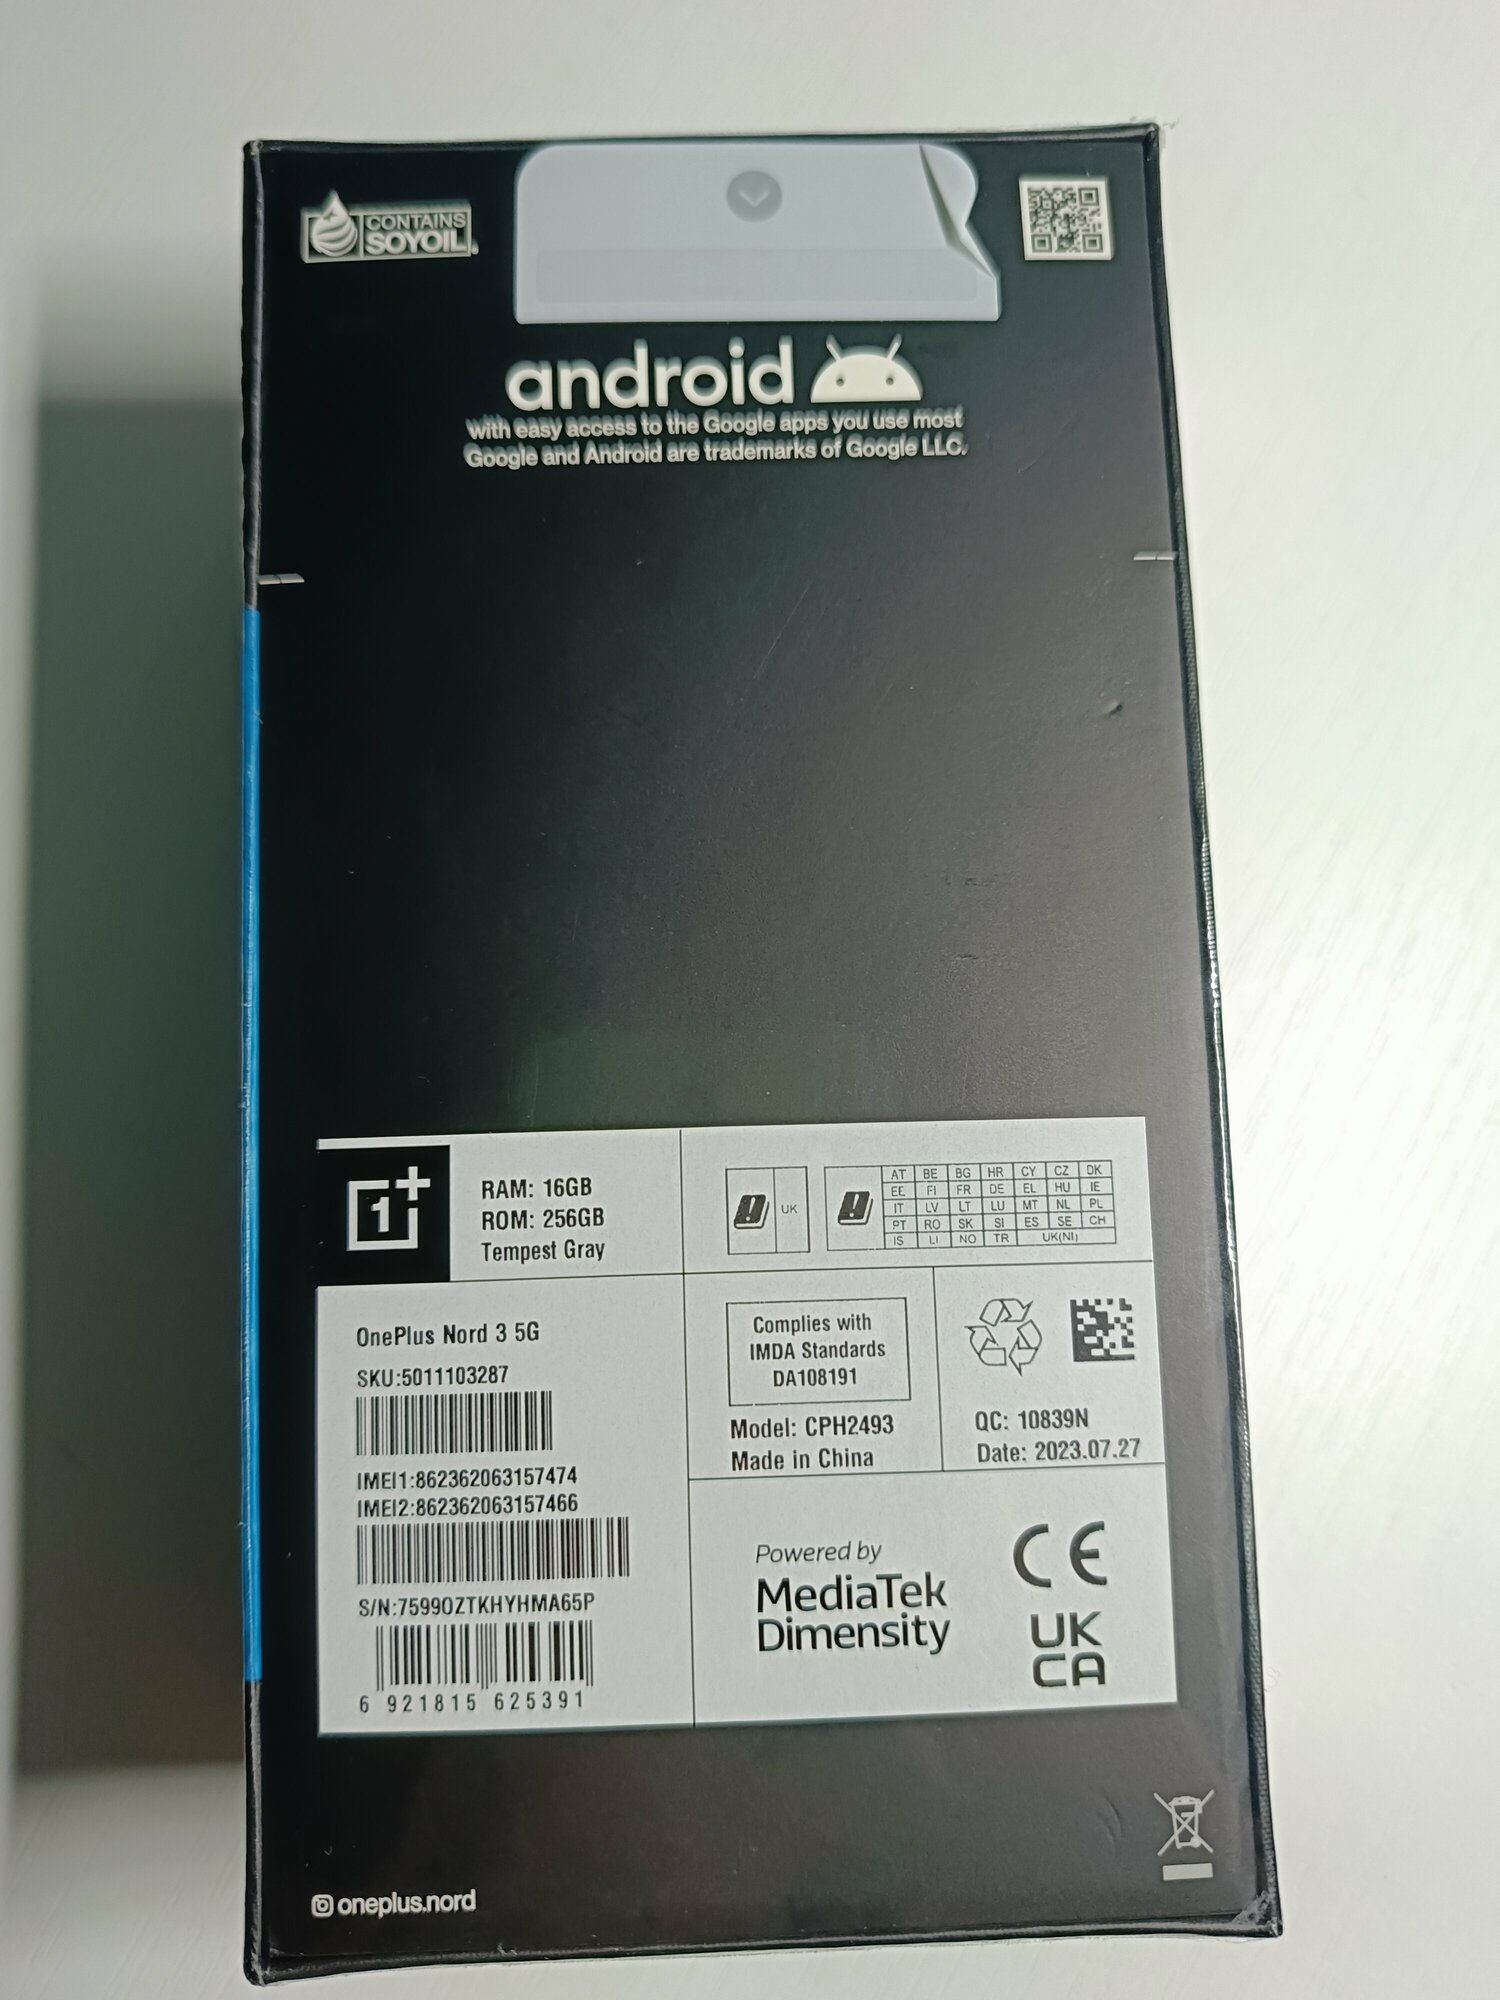 CONTAINS
SOYOIL
android
with easy access to the Google apps you use most
Google and Android are trademarks of Google LLC.
1+
RAM: 16GB
ROM: 256GB
Tempest Gray
UK
AT BE BG HR CY CZ DK
EE FI FR DE EL HU IE
IT LV LT LU MT NL PL
PT RO SK SI ES SE CH
IS LI NO TR UK(NI)
OnePlus Nord 3 5G
SKU:5011103287
IMEI1:862362063157474
IMEI2:862362063157466
S/N:75990ZTKHYHMA65P
6 921815 625391
Complies with
IMDA Standards
DA108191
Model: CPH2493
Made in China
QC: 10839N
Date: 2023.07.27
Powered by
MediaTek
Dimensity
CE
UK
CA
oneplus.nord